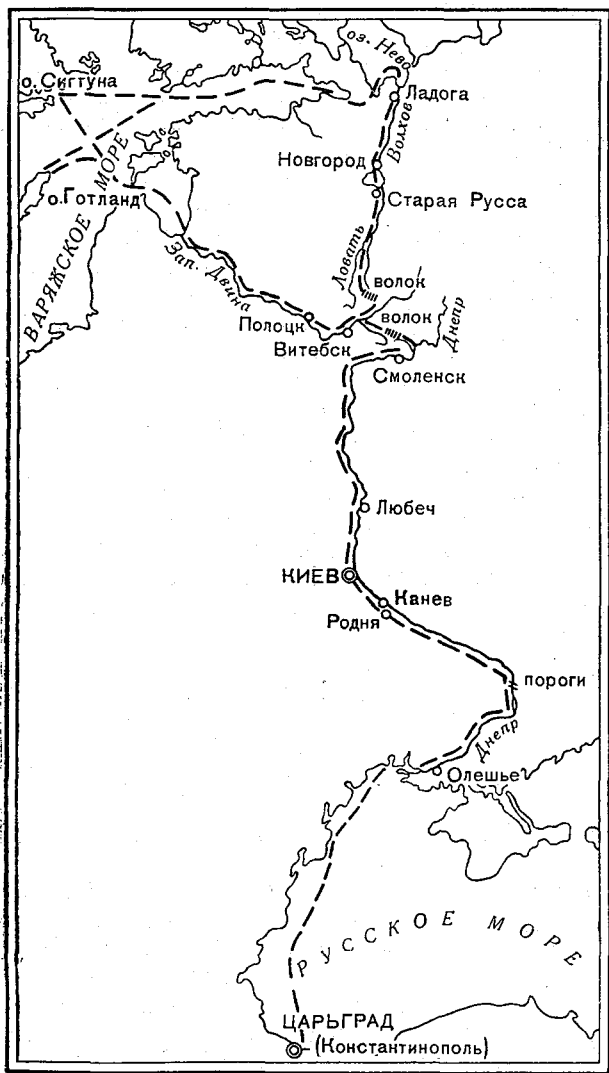 оз. Нево
о. Сигтуна
Ладога
Волхов
Новгород
Старая Русса
ВАРЯЖСКОЕ МОРЕ
о. Готланд
Зап. Двина
Ловать
волок
волок
Днепр
Полоцк
Витебск
Смоленск
Любеч
КИЕВ
Канев
Родня
пороги
Днепр
Олешье
РУССКОЕ МОРЕ
ЦАРЬГРАД
(Константинополь)